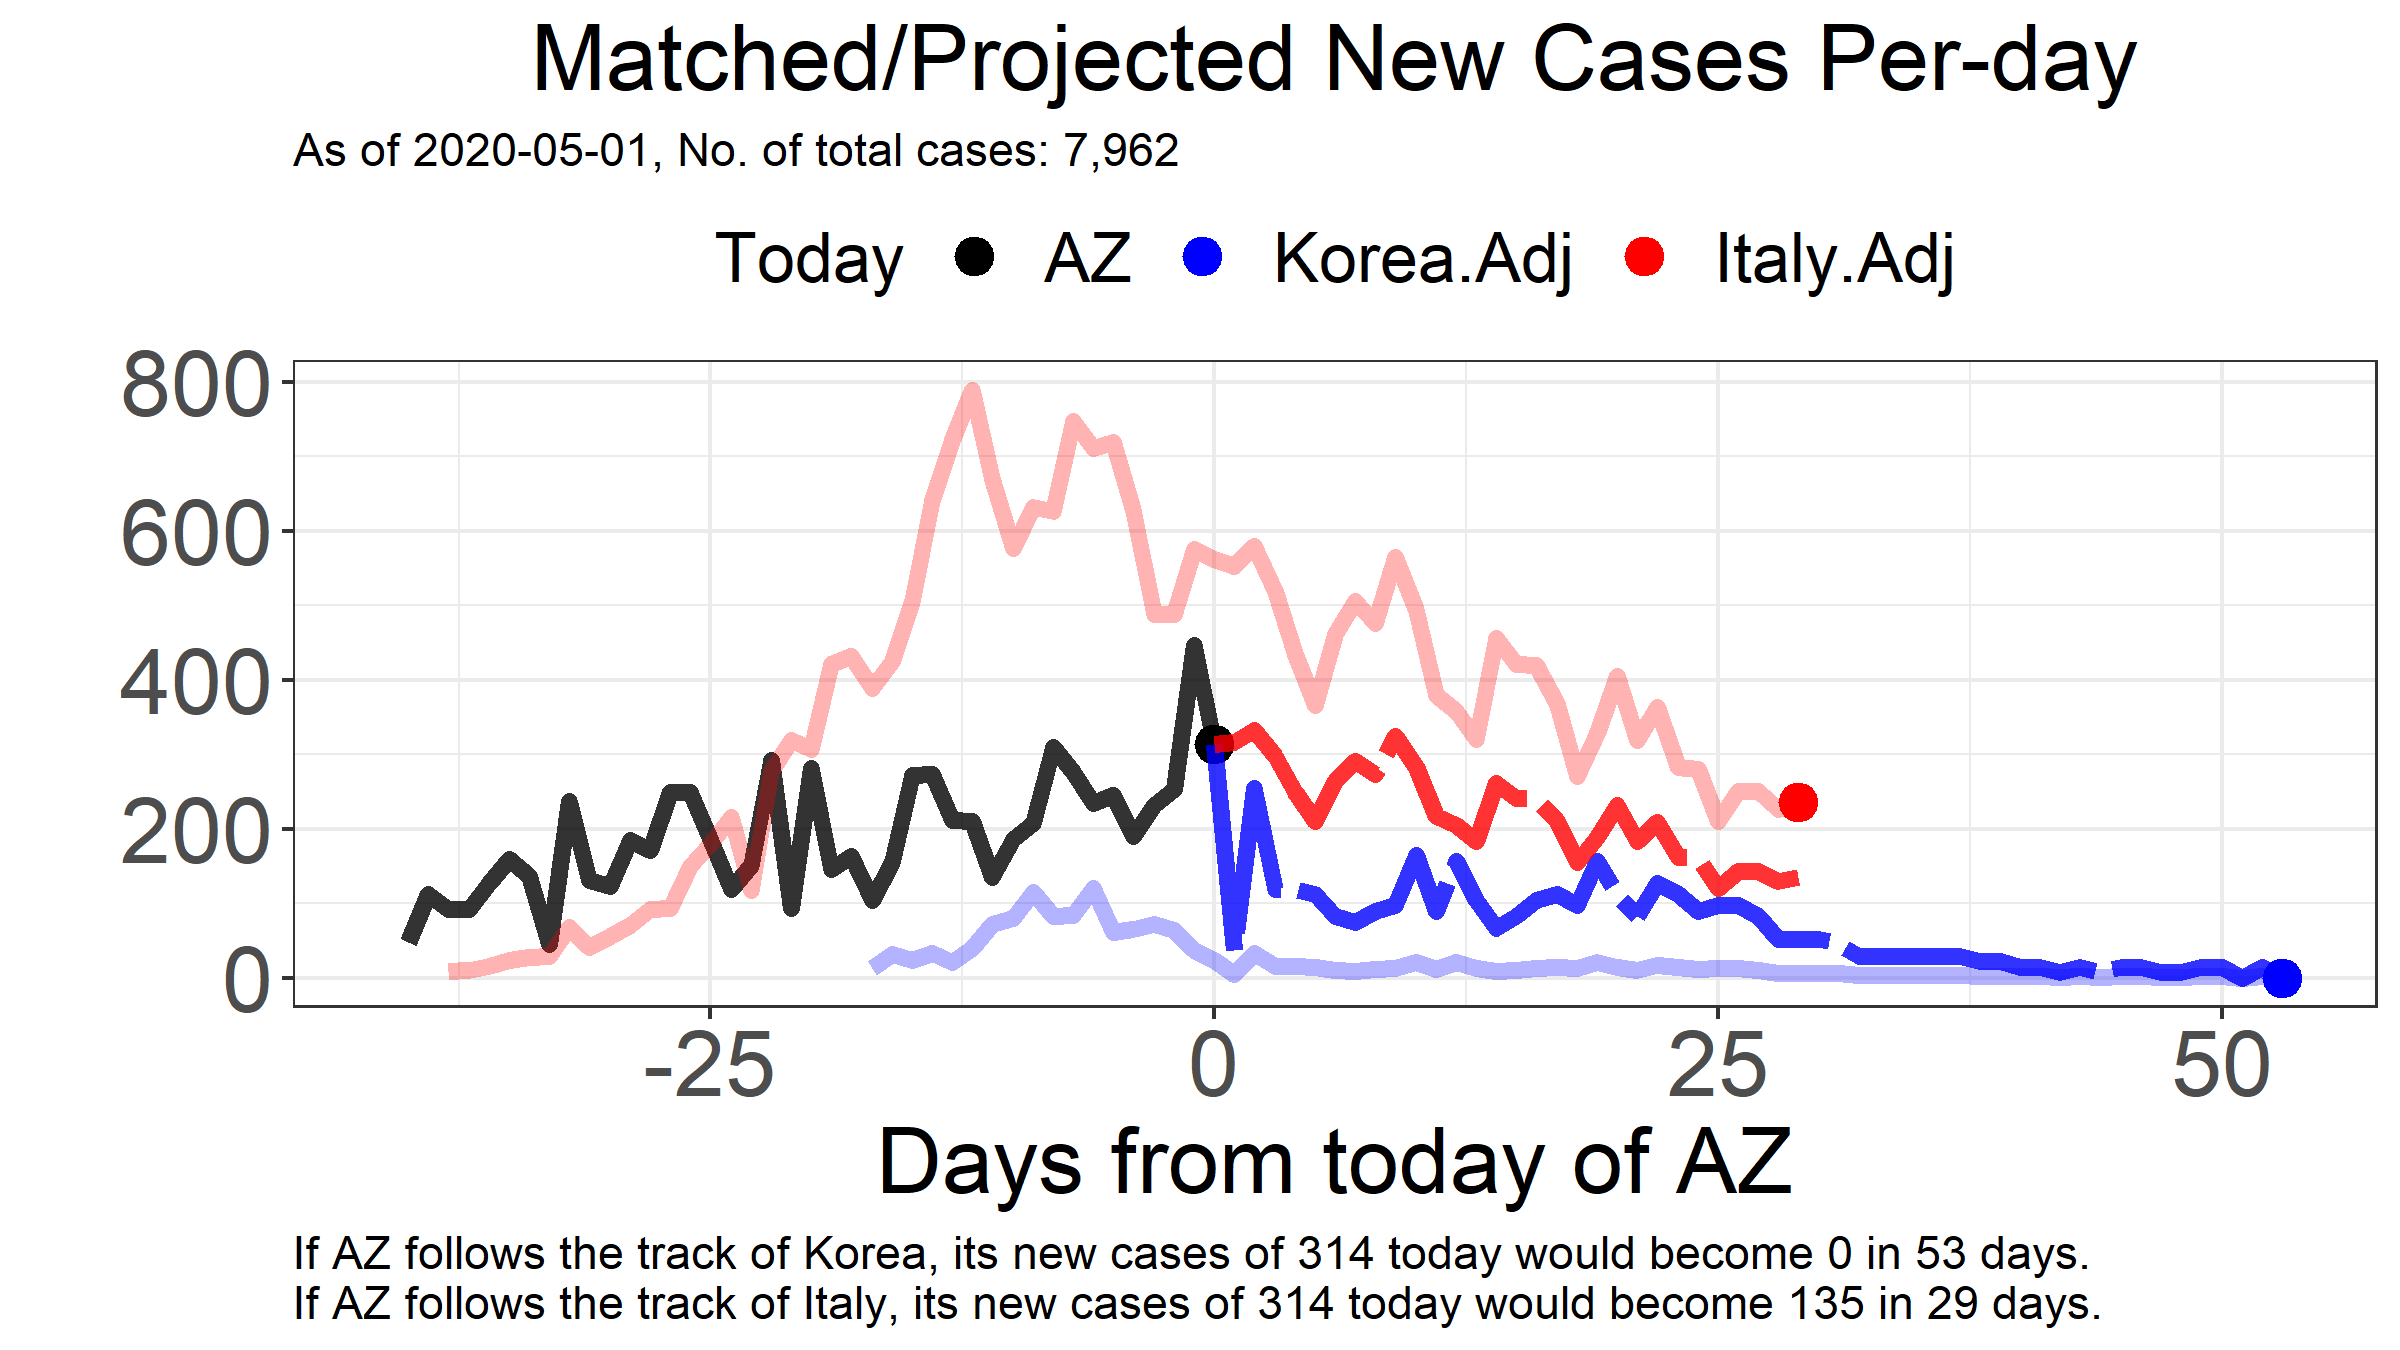 Matched/Projected New Cases Per-day
As of 2020-05-01, No. of total cases: 7,962
Today AZ Korea.Adj Italy.Adj
800
600
400
200
0
-25 0 25 50
Days from today of AZ
If AZ follows the track of Korea, its new cases of 314 today would become 0 in 53 days.
If AZ follows the track of Italy, its new cases of 314 today would become 135 in 29 days.